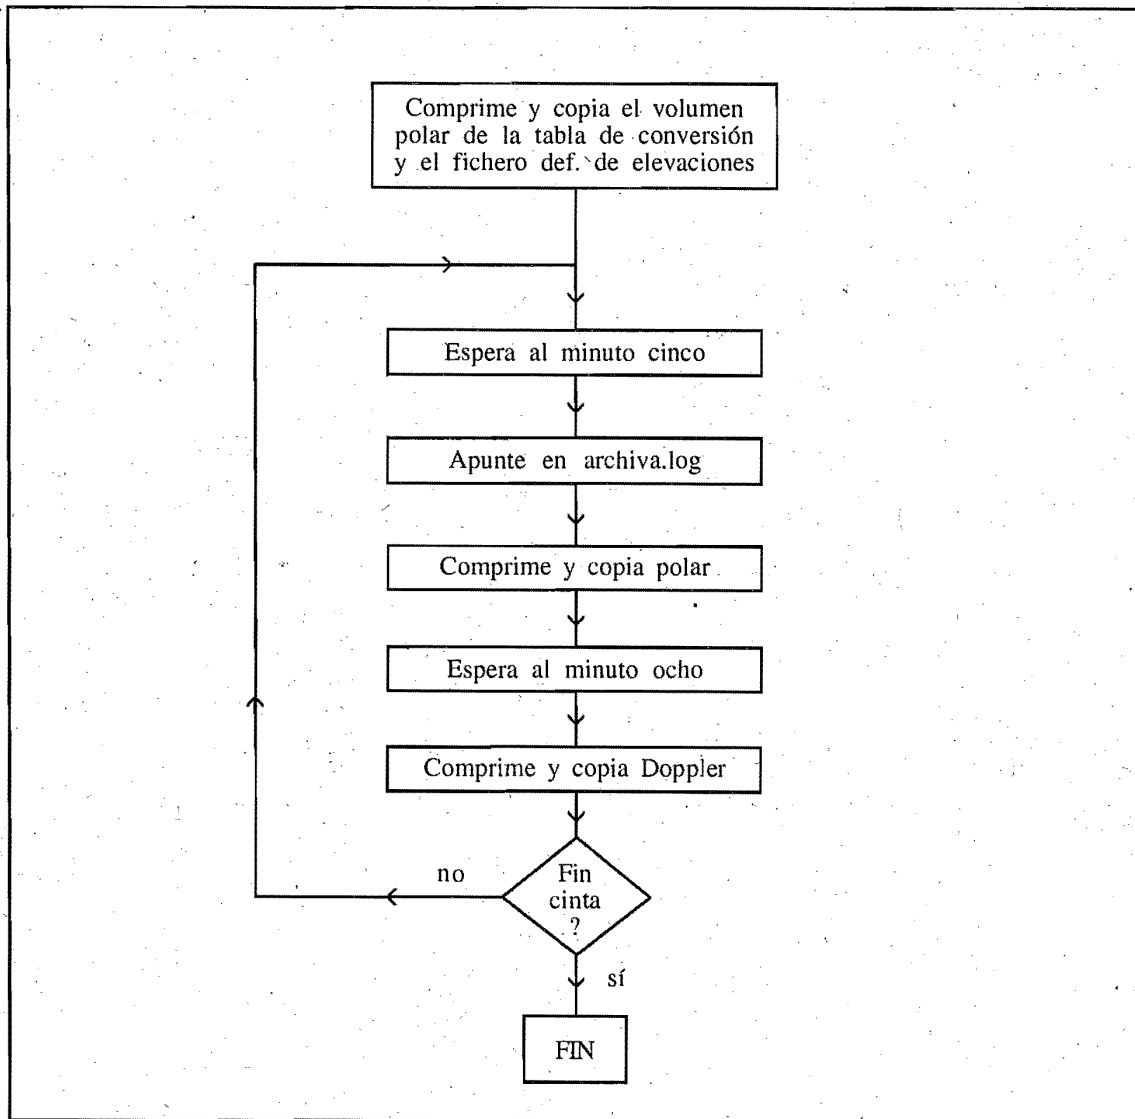 Comprime y copia el volumen
polar de la tabla de conversión
y el fichero def. de elevaciones
Espera al minuto cinco
Apunte en archiva.log
Comprime y copia polar
Espera al minuto ocho
Comprime y copia Doppler
no
Fin
cinta
?
sí
FIN